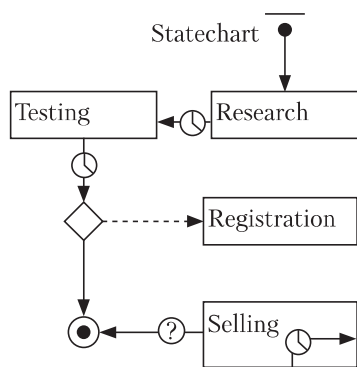 Statechart
Testing
Research
Registration
?
Selling